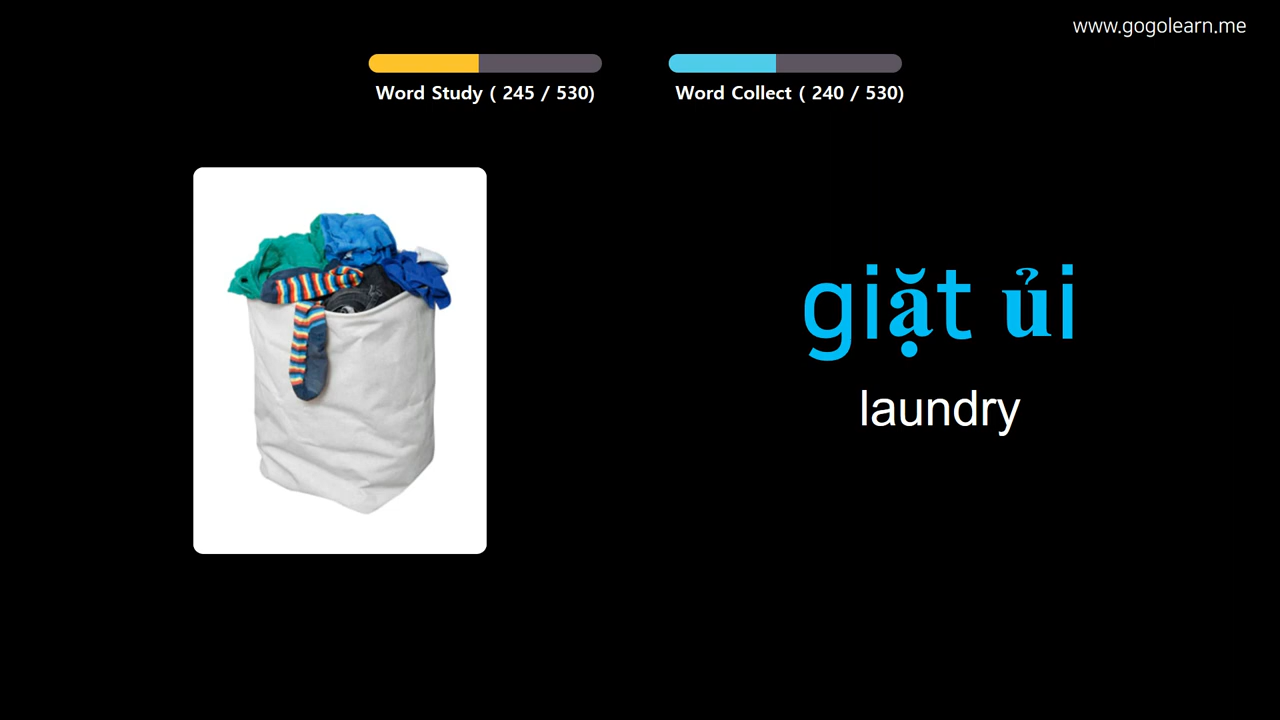 www.gogolearn.me
Word Study ( 245 / 530)
Word Collect ( 240 / 530)
giặt ủi
laundry